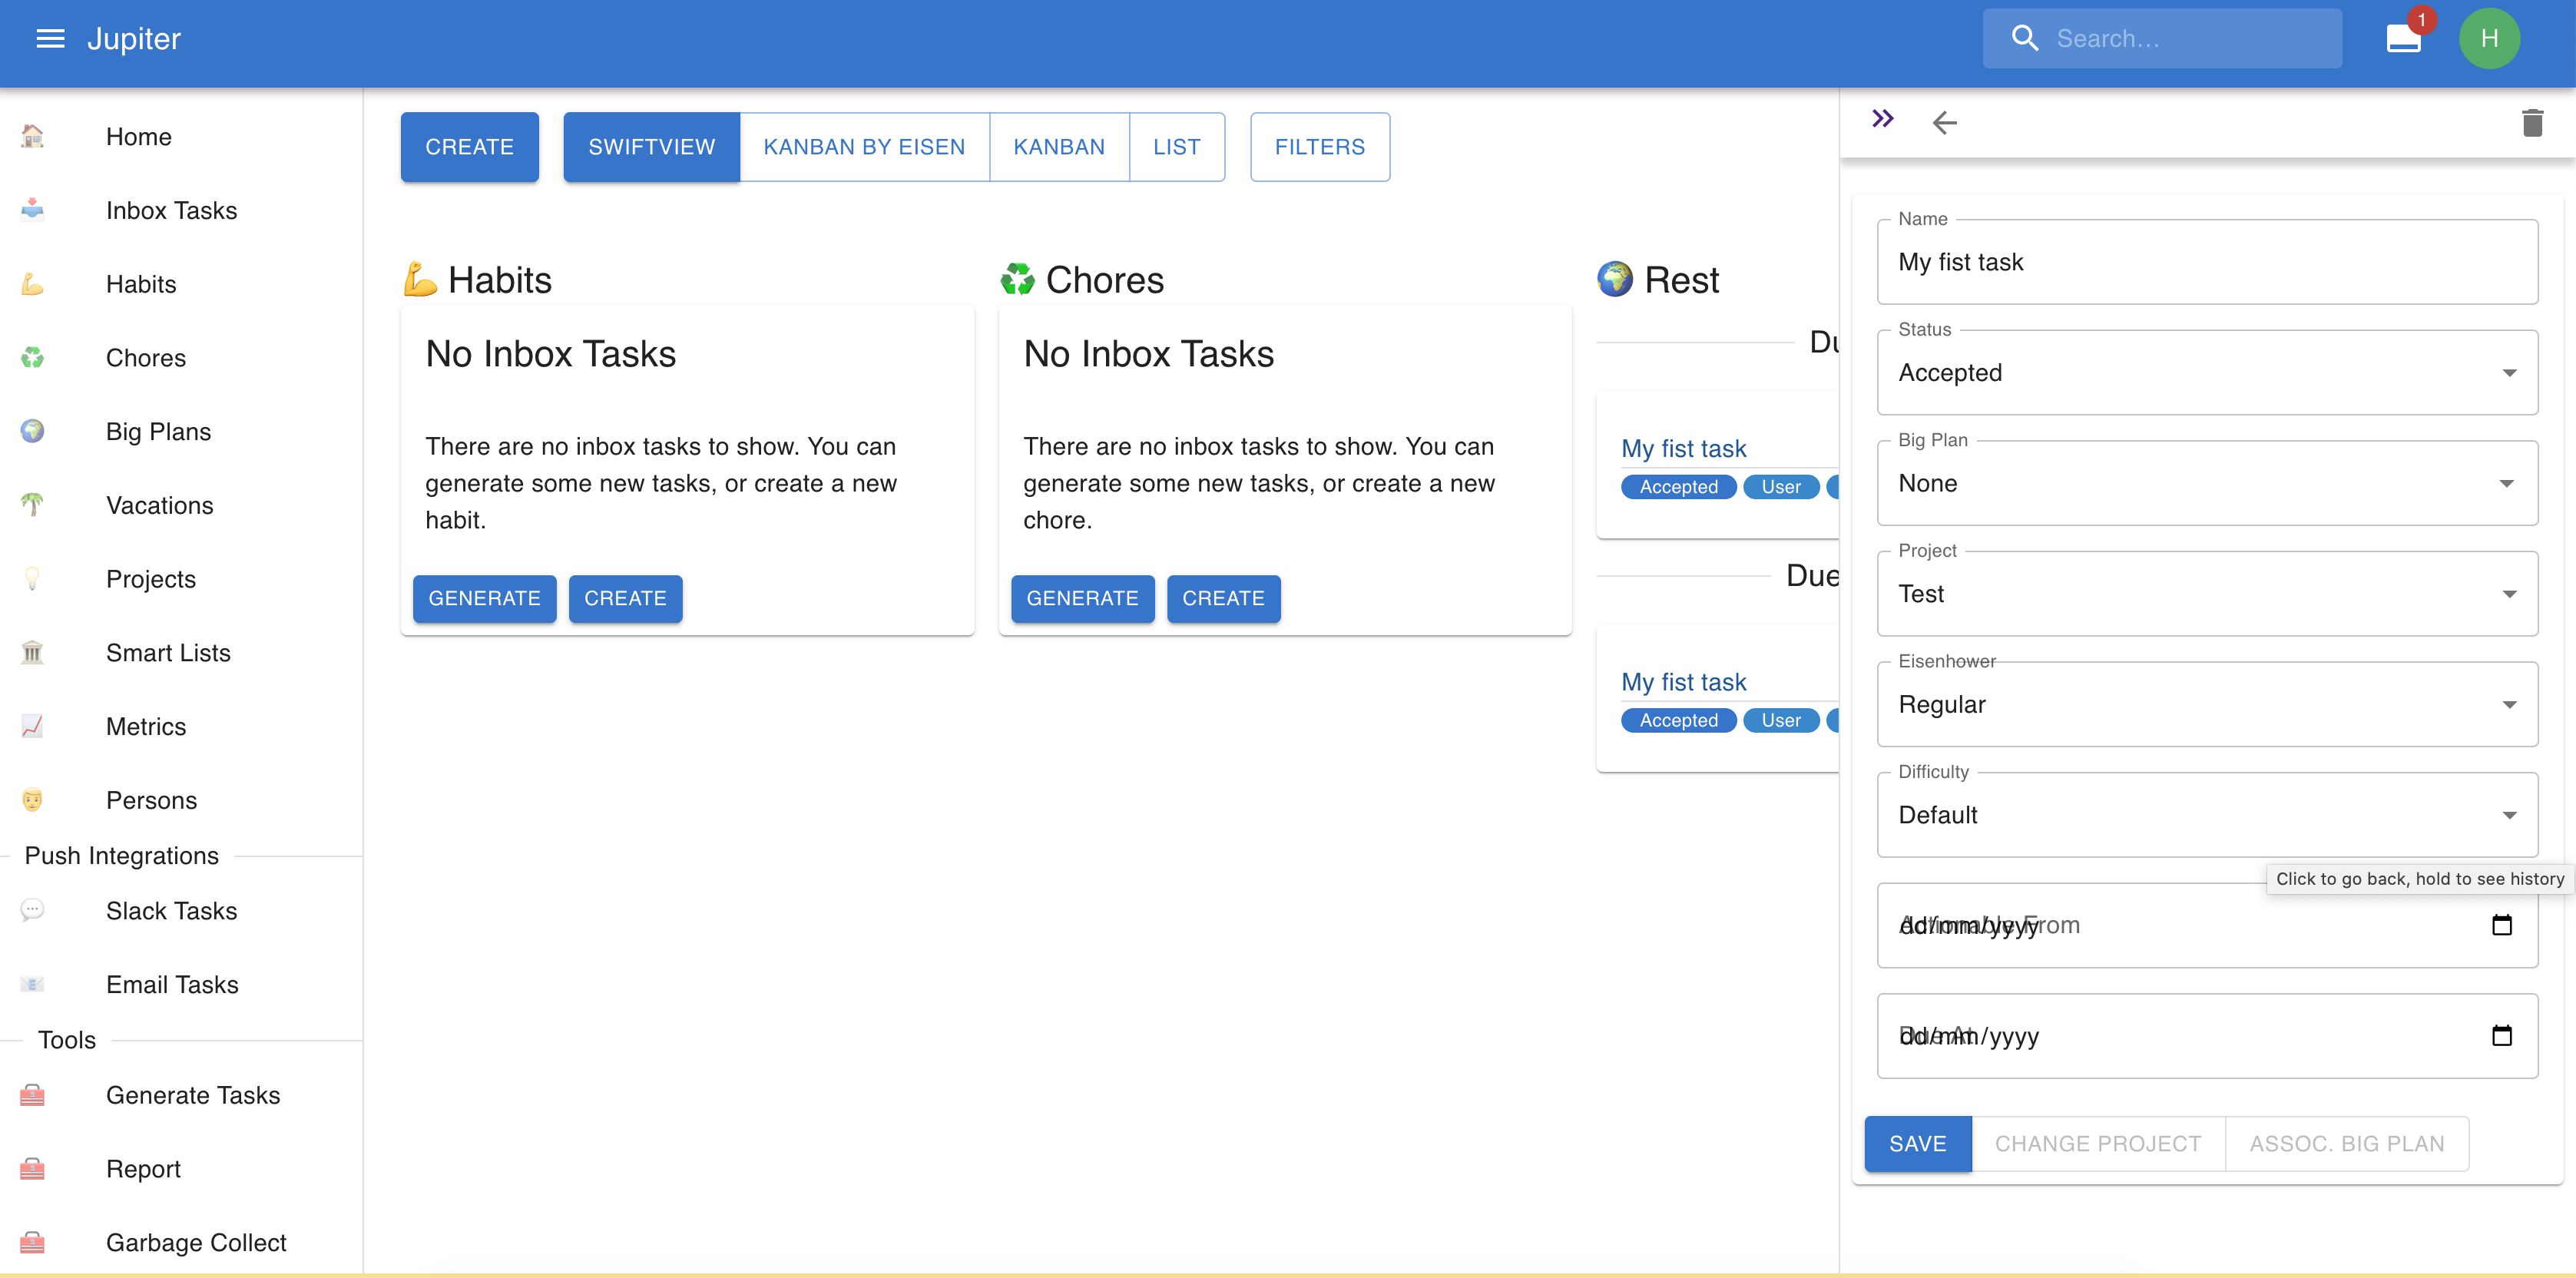 Jupiter
Search...
1
H
Home
Inbox Tasks
Habits
Chores
Big Plans
Vacations
Projects
Smart Lists
Metrics
Persons
Push Integrations
Slack Tasks
Email Tasks
Tools
Generate Tasks
Report
Garbage Collect
CREATE
SWIFTVIEW
KANBAN BY EISEN
KANBAN
LIST
FILTERS
💪 Habits
No Inbox Tasks
There are no inbox tasks to show. You can
generate some new tasks, or create a new
habit.
GENERATE
CREATE
♻️ Chores
No Inbox Tasks
There are no inbox tasks to show. You can
generate some new tasks, or create a new
chore.
GENERATE
CREATE
🌍 Rest
Du
My fist task
Accepted
User
Due
My fist task
Accepted
User
Name
My fist task
Status
Accepted
Big Plan
None
Project
Test
Eisenhower
Regular
Difficulty
Default
Click to go back, hold to see history
Actionable From
dd/mm/yyyy
Due At
dd/mm/yyyy
SAVE
CHANGE PROJECT
ASSOC. BIG PLAN